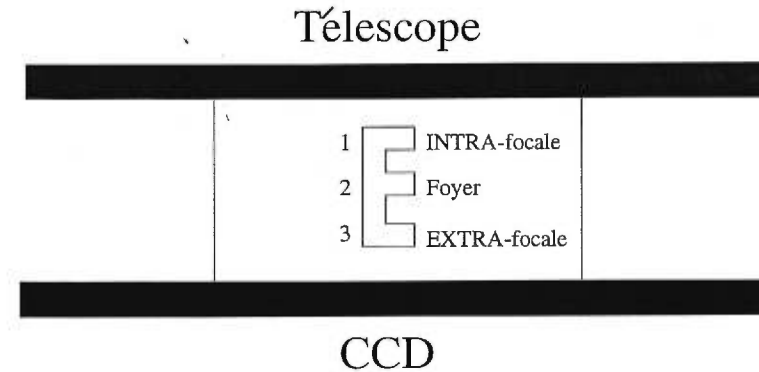 Télescope
1 INTRA-focale
2 Foyer
3 EXTRA-focale
CCD